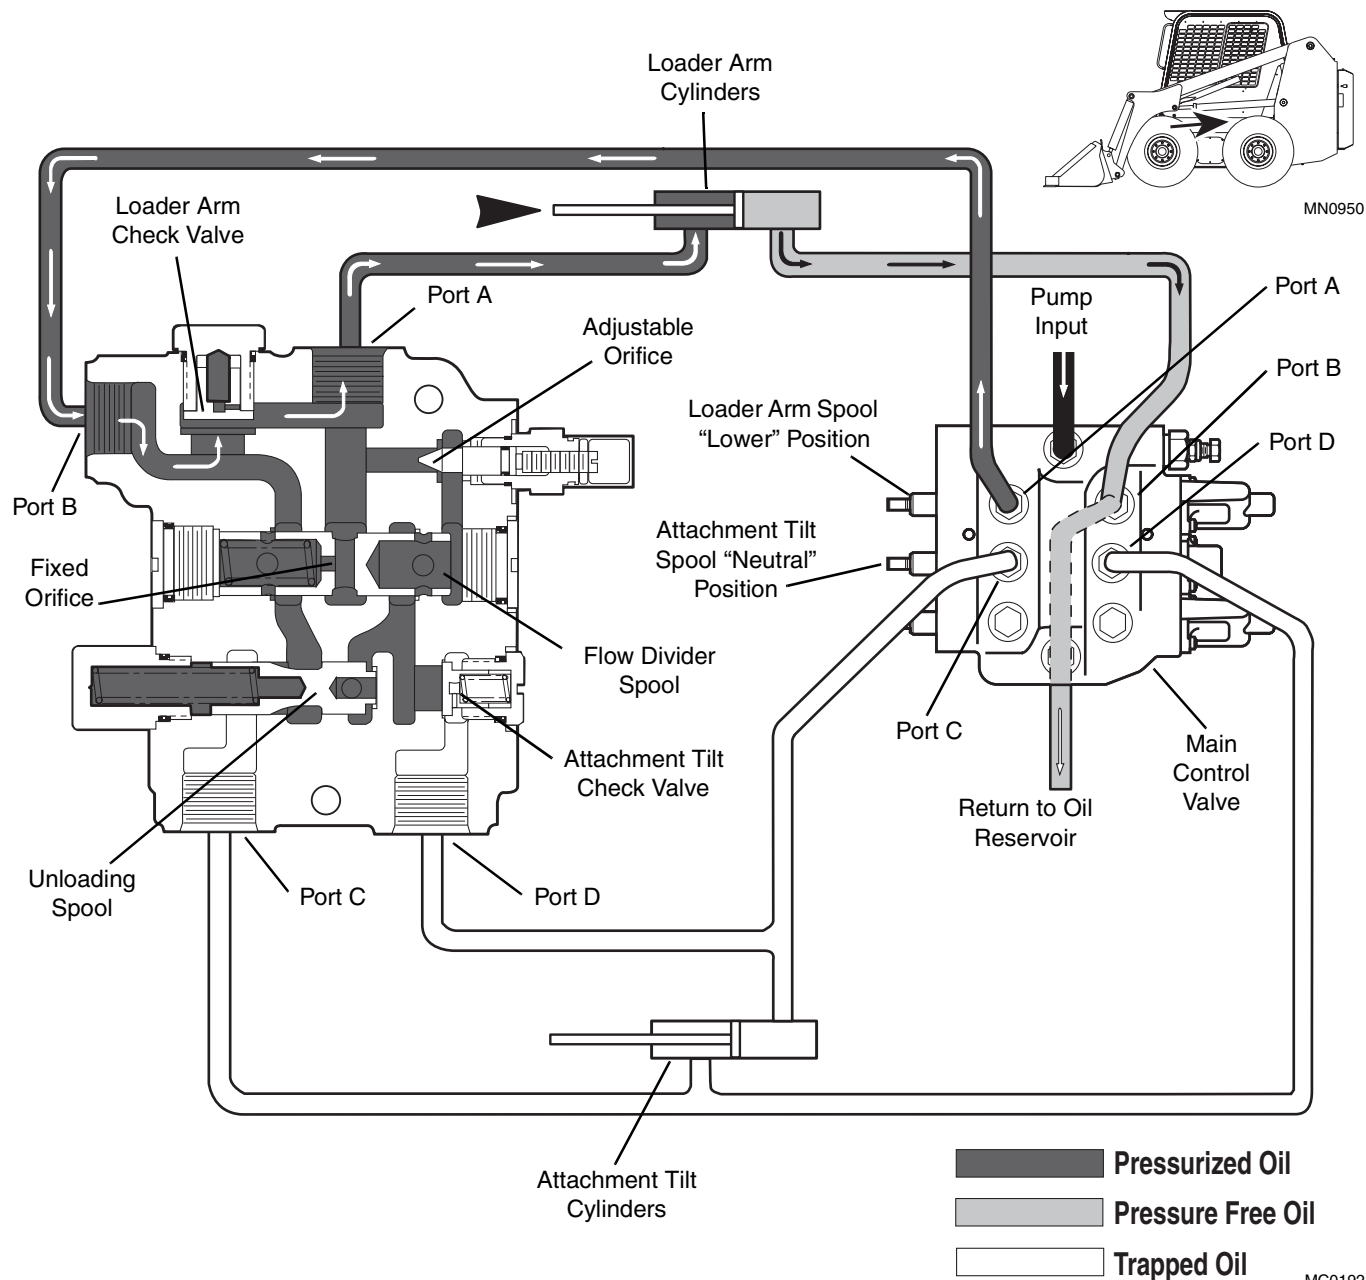 Loader Arm
Cylinders
MN0950
Loader Arm
Check Valve
Port A
Adjustable
Orifice
Pump
Input
Port A
Port B
Loader Arm Spool
“Lower” Position
Port D
Port B
Attachment Tilt
Spool “Neutral”
Position
Fixed
Orifice
Flow Divider
Spool
Port C
Attachment Tilt
Check Valve
Main
Control
Valve
Return to Oil
Reservoir
Unloading
Spool
Port C
Port D
Attachment Tilt
Cylinders
Pressurized Oil
Pressure Free Oil
Trapped Oil